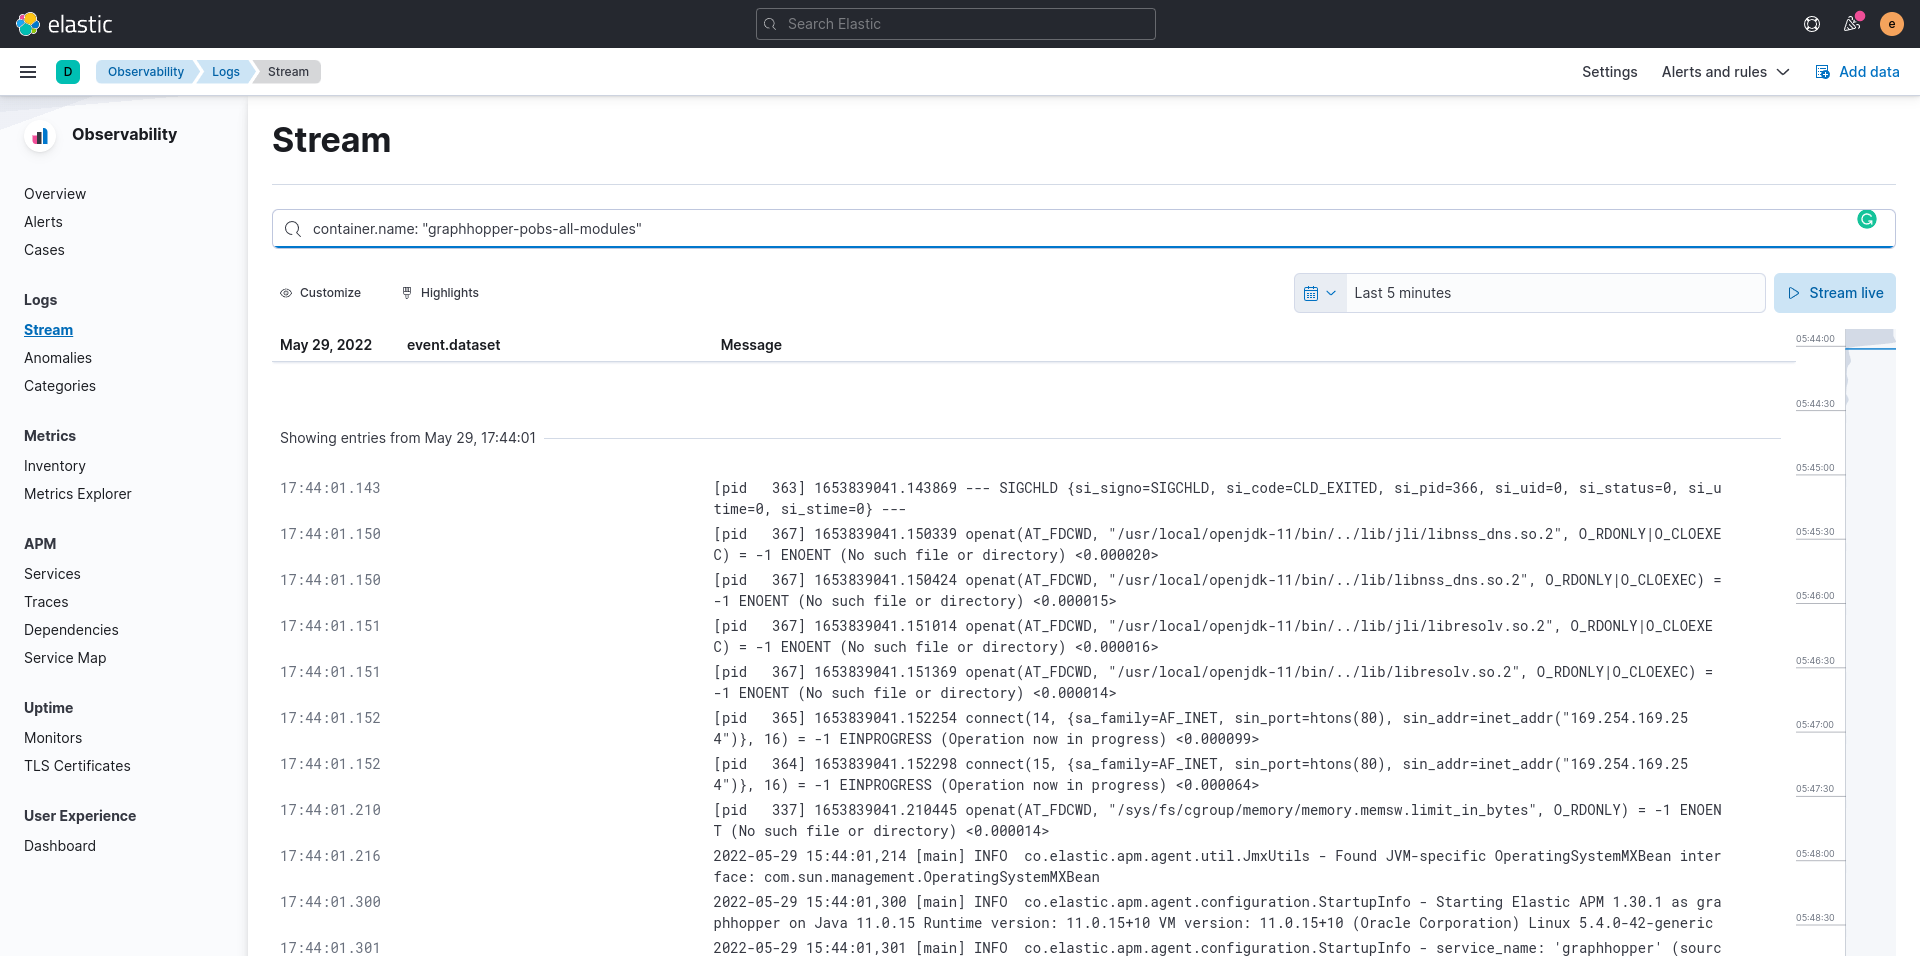 elastic
Search Elastic
e
D
Observability
Logs
Stream
Settings
Alerts and rules
Add data
Observability
Overview
Alerts
Cases
Logs
Stream
Anomalies
Categories
Metrics
Inventory
Metrics Explorer
APM
Services
Traces
Dependencies
Service Map
Uptime
Monitors
TLS Certificates
User Experience
Dashboard
Stream
container.name: "graphhopper-pobs-all-modules"
Customize
Highlights
Last 5 minutes
Stream live
May 29, 2022 event.dataset Message
Showing entries from May 29, 17:44:01
17:44:01.143 [pid   363] 1653839041.143869 --- SIGCHLD {si_signo=SIGCHLD, si_code=CLD_EXITED, si_pid=366, si_uid=0, si_status=0, si_u
time=0, si_stime=0} ---
17:44:01.150 [pid   367] 1653839041.150339 openat(AT_FDCWD, "/usr/local/openjdk-11/bin/../lib/jli/libnss_dns.so.2", O_RDONLY|O_CLOEXE
C) = -1 ENOENT (No such file or directory) <0.000020>
17:44:01.150 [pid   367] 1653839041.150424 openat(AT_FDCWD, "/usr/local/openjdk-11/bin/../lib/libnss_dns.so.2", O_RDONLY|O_CLOEXEC) =
-1 ENOENT (No such file or directory) <0.000015>
17:44:01.151 [pid   367] 1653839041.151014 openat(AT_FDCWD, "/usr/local/openjdk-11/bin/../lib/jli/libresolv.so.2", O_RDONLY|O_CLOEXE
C) = -1 ENOENT (No such file or directory) <0.000016>
17:44:01.151 [pid   367] 1653839041.151369 openat(AT_FDCWD, "/usr/local/openjdk-11/bin/../lib/libresolv.so.2", O_RDONLY|O_CLOEXEC) =
-1 ENOENT (No such file or directory) <0.000014>
17:44:01.152 [pid   365] 1653839041.152254 connect(14, {sa_family=AF_INET, sin_port=htons(80), sin_addr=inet_addr("169.254.169.25
4")}, 16) = -1 EINPROGRESS (Operation now in progress) <0.000099>
17:44:01.152 [pid   364] 1653839041.152298 connect(15, {sa_family=AF_INET, sin_port=htons(80), sin_addr=inet_addr("169.254.169.25
4")}, 16) = -1 EINPROGRESS (Operation now in progress) <0.000064>
17:44:01.210 [pid   337] 1653839041.210445 openat(AT_FDCWD, "/sys/fs/cgroup/memory/memory.memsw.limit_in_bytes", O_RDONLY) = -1 ENOEN
T (No such file or directory) <0.000014>
17:44:01.216 2022-05-29 15:44:01,214 [main] INFO  co.elastic.apm.agent.util.JmxUtils - Found JVM-specific OperatingSystemMXBean inter
face: com.sun.management.OperatingSystemMXBean
17:44:01.300 2022-05-29 15:44:01,300 [main] INFO  co.elastic.apm.agent.configuration.StartupInfo - Starting Elastic APM 1.30.1 as gra
phhopper on Java 11.0.15 Runtime version: 11.0.15+10 VM version: 11.0.15+10 (Oracle Corporation) Linux 5.4.0-42-generic
17:44:01.301 2022-05-29 15:44:01,301 [main] INFO  co.elastic.apm.agent.configuration.StartupInfo - service_name: 'graphhopper' (sourc
05:44:00
05:44:30
05:45:00
05:45:30
05:46:00
05:46:30
05:47:00
05:47:30
05:48:00
05:48:30